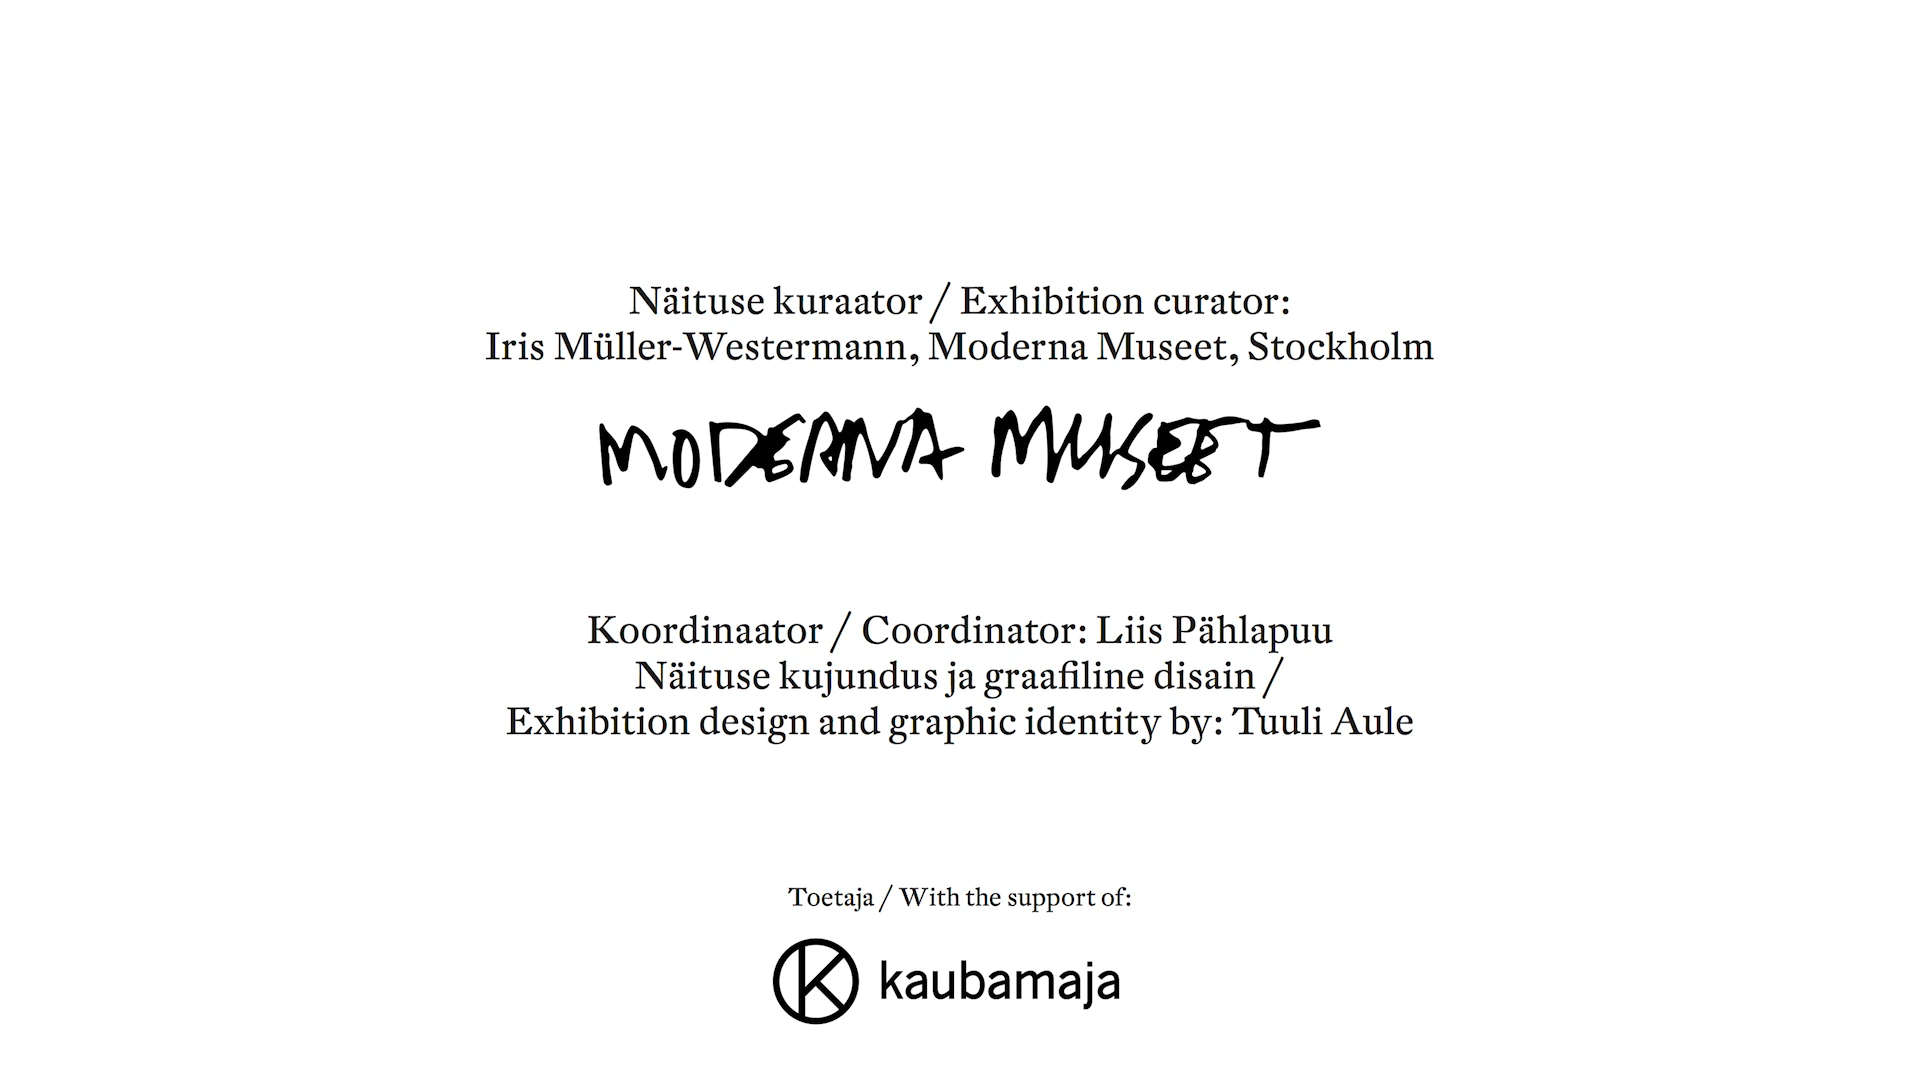 Näituse kuraator / Exhibition curator:
Iris Müller-Westermann, Moderna Museet, Stockholm
MODERNA MUSEET
Koordinaator / Coordinator: Liis Pählapuu
Näituse kujundus ja graafiline disain /
Exhibition design and graphic identity by: Tuuli Aule
Toetaja / With the support of:
K kaubamaja